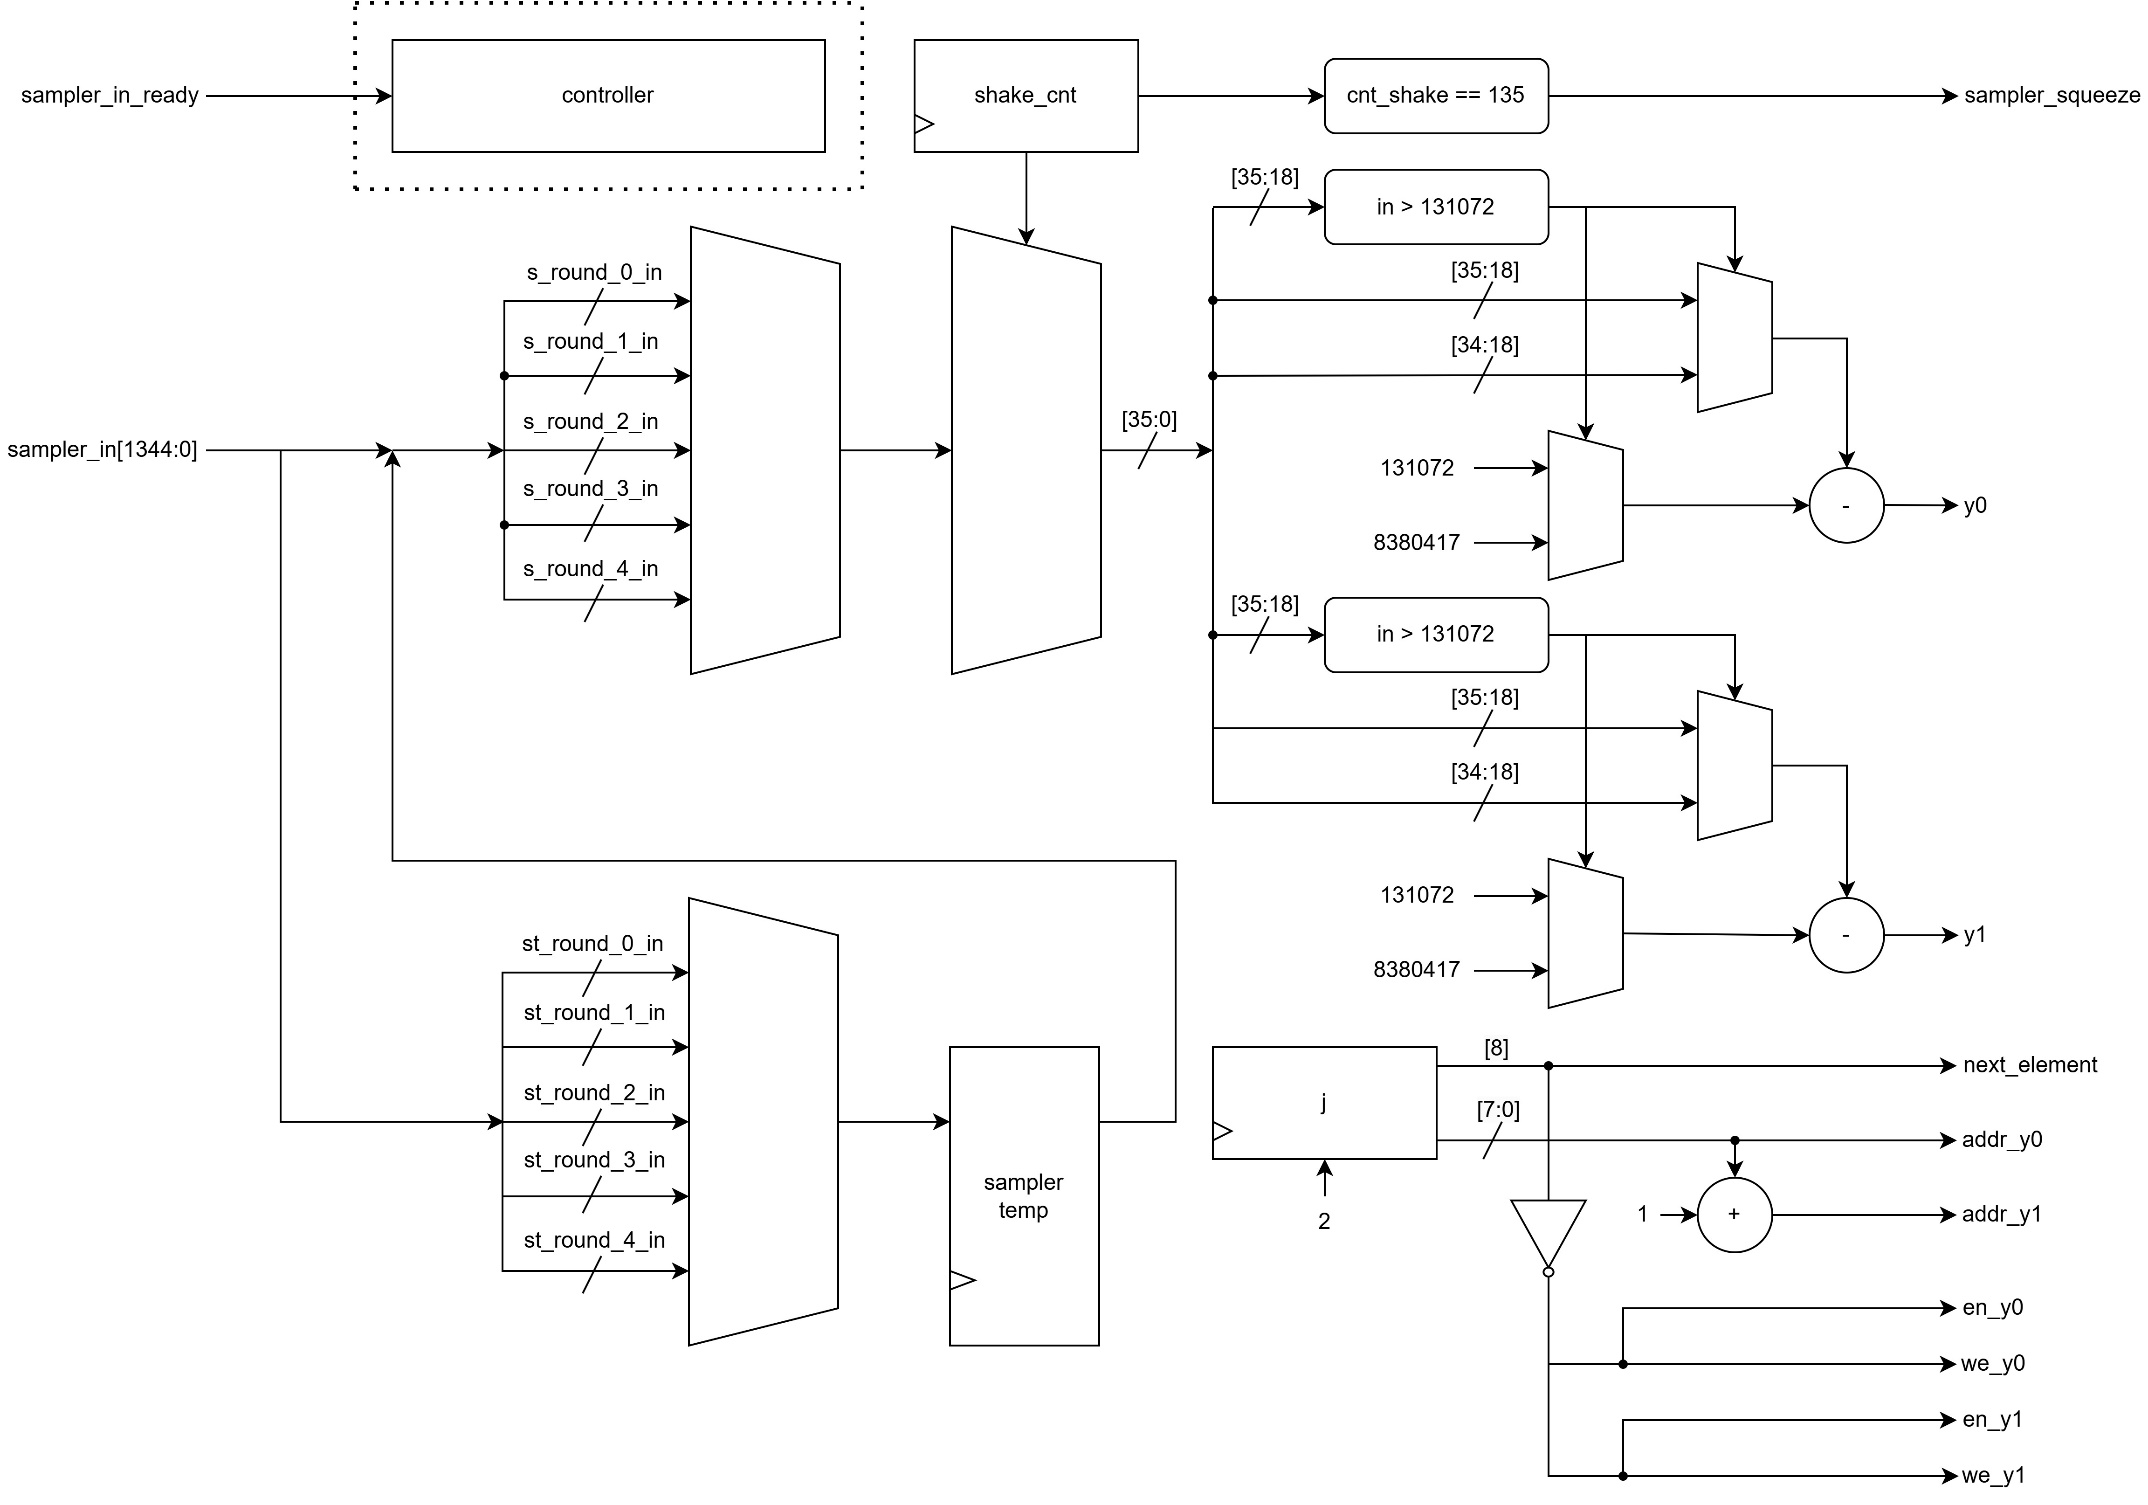 sampler_in_ready
controller
shake_cnt
cnt_shake == 135
sampler_squeeze
[35:18]
in > 131072
[35:18]
[34:18]
s_round_0_in
s_round_1_in
s_round_2_in
s_round_3_in
s_round_4_in
sampler_in[1344:0]
[35:0]
131072
8380417
-
y0
[35:18]
in > 131072
[35:18]
[34:18]
131072
8380417
-
y1
st_round_0_in
st_round_1_in
st_round_2_in
st_round_3_in
st_round_4_in
sampler
temp
j
2
[8]
[7:0]
next_element
addr_y0
1
+
addr_y1
en_y0
we_y0
en_y1
we_y1